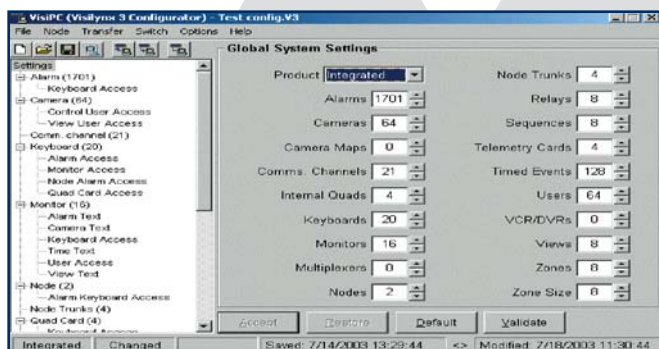 VisiPC (Visilynx 3 Configurator) - Test config.V3
File Node Transfer Switch Options Help
Settings
Alarm (1701)
Keyboard Access
Camera (64)
Control User Access
View User Access
Comm. channel (21)
Keyboard (20)
Alarm Access
Monitor Access
Node Alarm Access
Quad Card Access
Monitor (16)
Alarm Text
Camera Text
Keyboard Access
Time Text
User Access
View Text
Node (2)
Alarm Keyboard Access
Node Trunks (4)
Quad Card (4)
Keyboard Access
Global System Settings
Product Integrated
Alarms 1701
Cameras 64
Camera Maps 0
Comms. Channels 21
Internal Quads 4
Keyboards 20
Monitors 16
Multiplexers 0
Nodes 2
Node Trunks 4
Relays 8
Sequences 8
Telemetry Cards 4
Timed Events 128
Users 64
VCR/DVRs 0
Views 8
Zones 8
Zone Size 8
Accept Restore Default Validate
Integrated Changed Saved: 7/14/2003 13:29:44 <> Modified: 7/18/2003 11:30:44